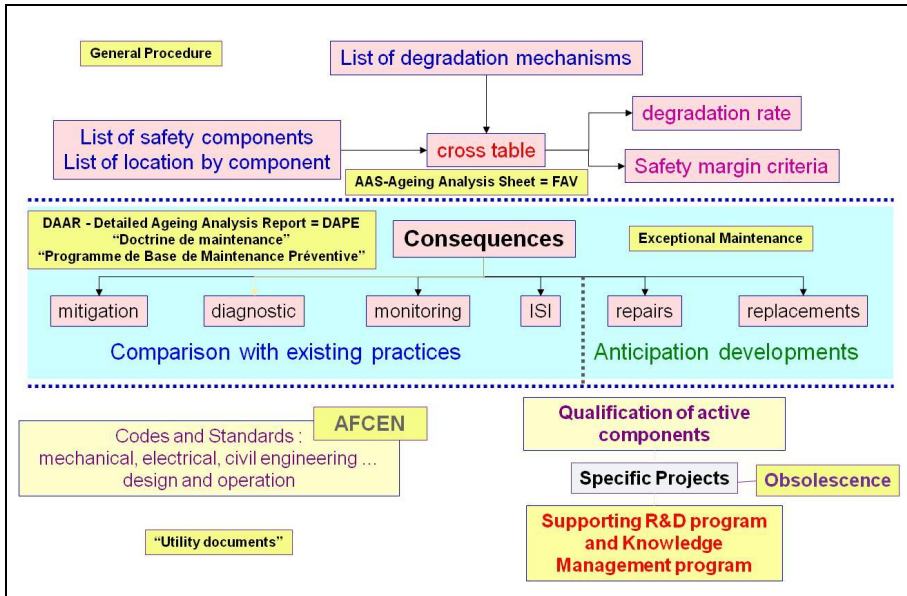 General Procedure
List of degradation mechanisms
degradation rate
List of safety components
List of location by component
cross table
Safety margin criteria
AAS-Ageing Analysis Sheet = FAV
DAAR - Detailed Ageing Analysis Report = DAPE
“Doctrine de maintenance”
“Programme de Base de Maintenance Préventive”
Consequences
Exceptional Maintenance
mitigation
diagnostic
monitoring
ISI
repairs
replacements
Comparison with existing practices
Anticipation developments
AFCEN
Codes and Standards :
mechanical, electrical, civil engineering ...
design and operation
Qualification of active
components
Specific Projects
Obsolescence
“Utility documents”
Supporting R&D program
and Knowledge
Management program